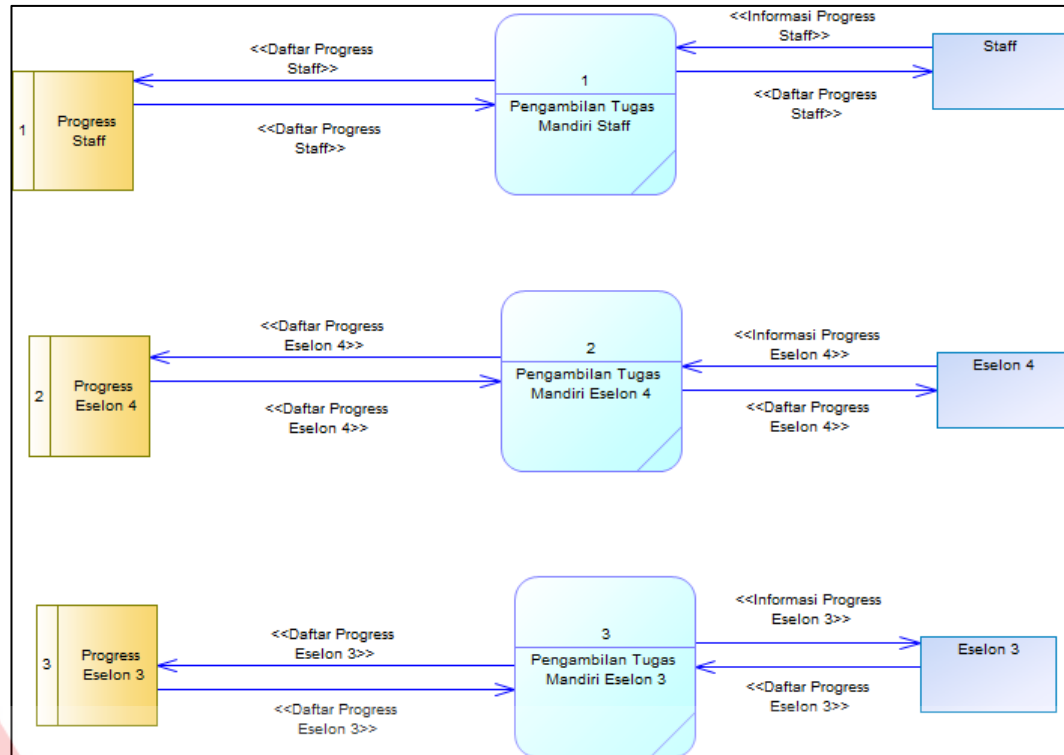 <<Informasi Progress
Staff>>
<<Daftar Progress
Staff>>
Staff
1
Pengambilan Tugas
Mandiri Staff
1
Progress
Staff
<<Daftar Progress
Staff>>
<<Daftar Progress
Staff>>
<<Daftar Progress
Eselon 4>>
<<Informasi Progress
Eselon 4>>
2
Pengambilan Tugas
Mandiri Eselon 4
Eselon 4
2
Progress
Eselon 4
<<Daftar Progress
Eselon 4>>
<<Daftar Progress
Eselon 4>>
<<Informasi Progress
Eselon 3>>
<<Daftar Progress
Eselon 3>>
3
Pengambilan Tugas
Mandiri Eselon 3
Eselon 3
3
Progress
Eselon 3
<<Daftar Progress
Eselon 3>>
<<Daftar Progress
Eselon 3>>